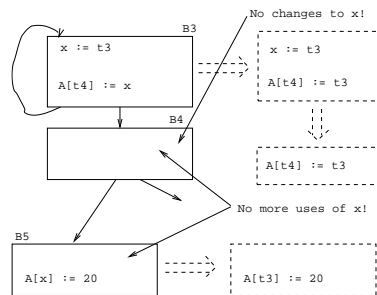 No changes to x!
B3
x := t3
A[t4] := x
x := t3
A[t4] := t3
B4
A[t4] := t3
No more uses of x!
B5
A[x] := 20
A[t3] := 20